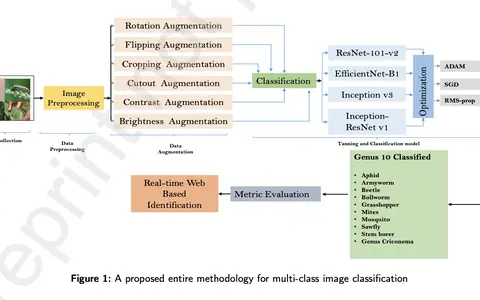 Rotation Augmentation
Flipping Augmentation
Cropping Augmentation
Cutout Augmentation
Contrast Augmentation
Brightness Augmentation
Image
Preprocessing
Classification
ResNet-101-v2
EfficientNet-B1
Inception v3
Inception-
ResNet v1
Optimization
ADAM
SGD
RMS-prop
ollection
Data
Preprocessing
Data
Augmentation
Tanning and Classification model
Real-time Web
Based
Identification
Metric Evaluation
Genus 10 Classified
• Aphid
• Armyworm
• Beetle
• Bollworm
• Grasshopper
• Mites
• Mosquito
• Sawfly
• Stem borer
• Genus Criconema
Figure 1: A proposed entire methodology for multi-class image classification